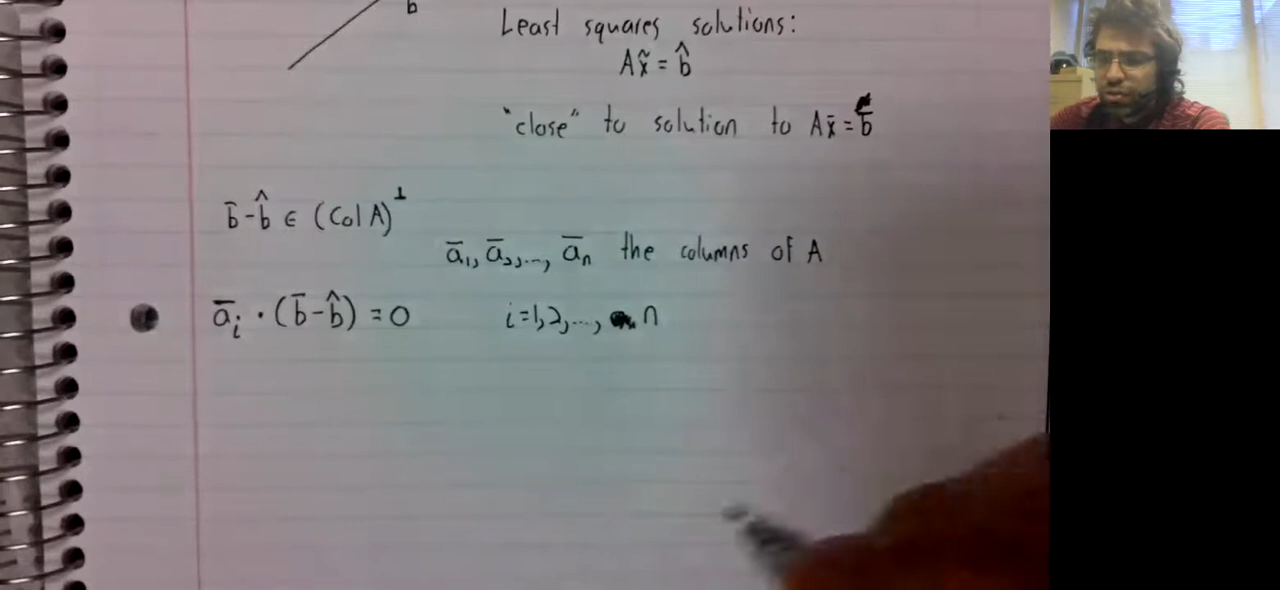 b
Least squares solutions:
Ax̃ = b̂
"close" to solution to Ax̄ = b̄
b̄ - b̂ ∈ (Col A)^⊥
ā₁, ā₂, ..., āₙ the columns of A
āᵢ · (b̄ - b̂) = 0 i = 1, 2, ..., n